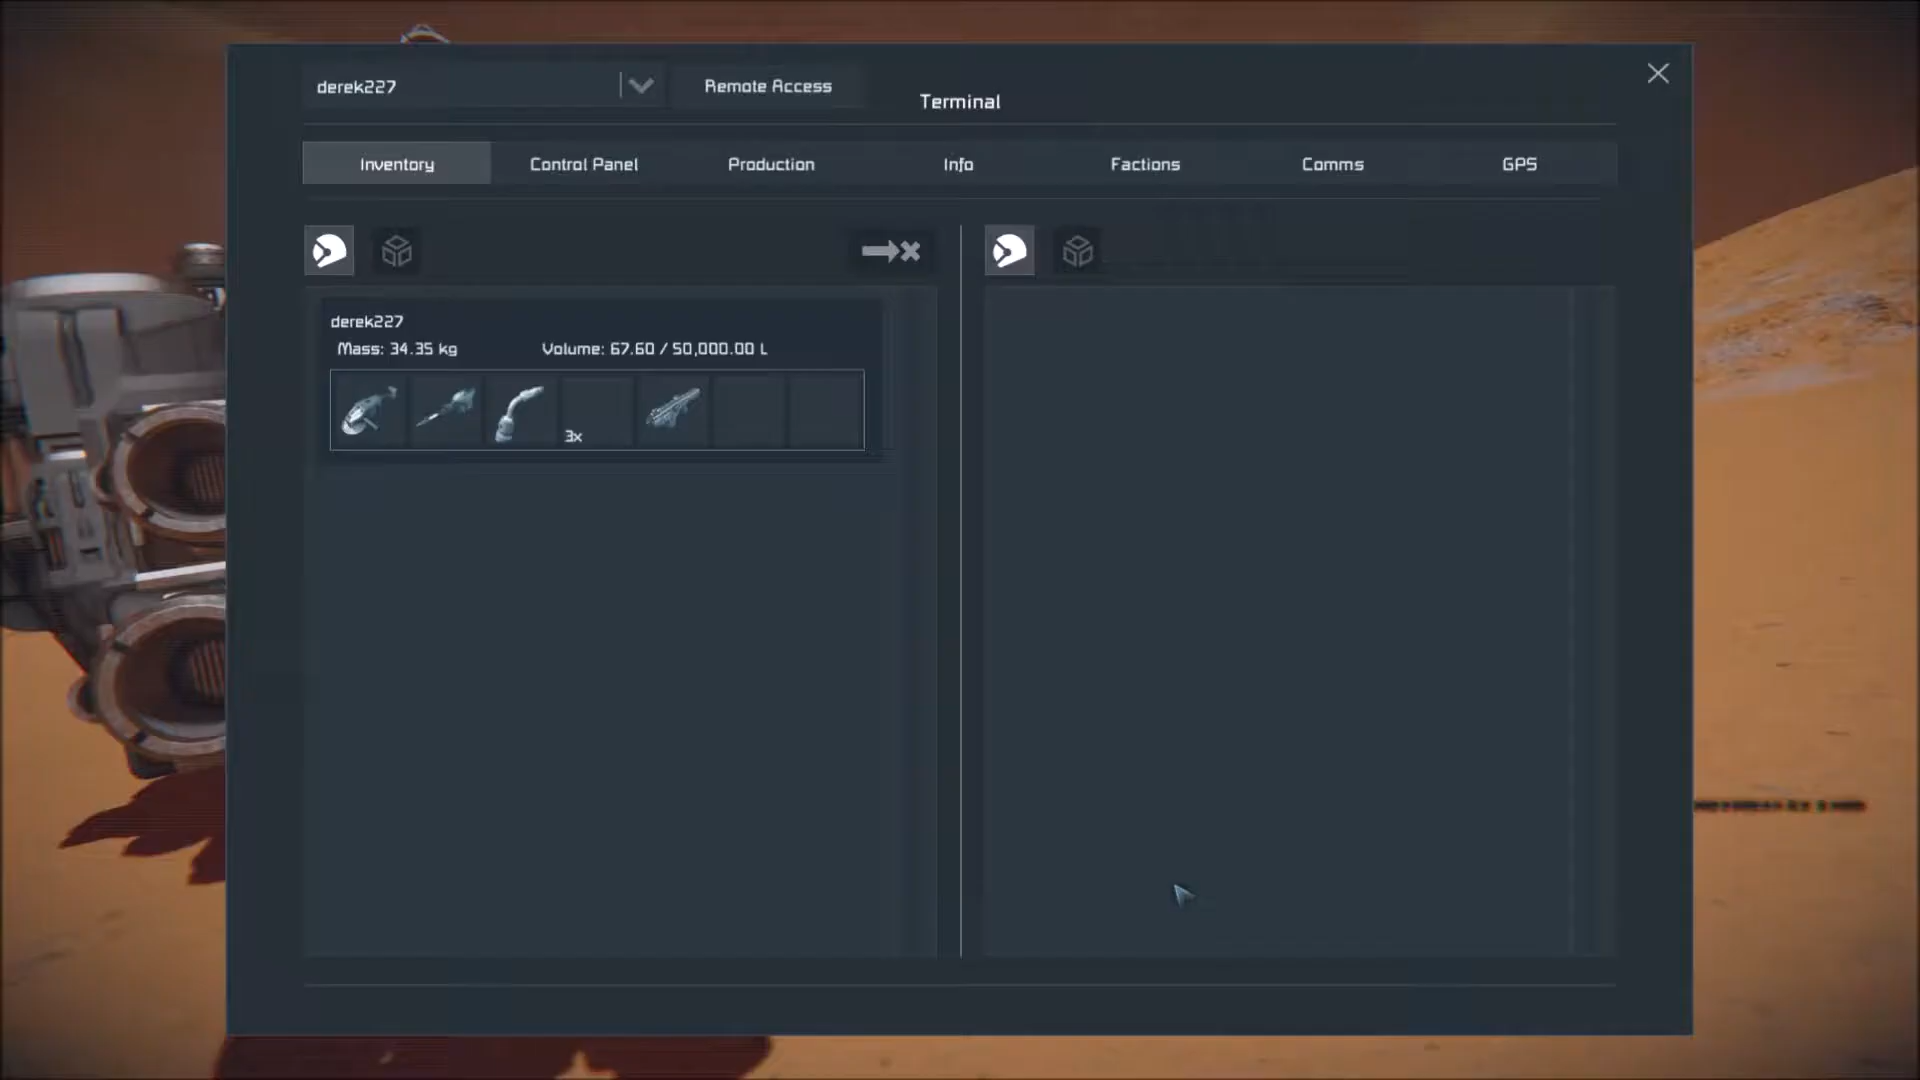 derek227
Remote Access
Terminal
Inventory
Control Panel
Production
Info
Factions
Comms
GPS
derek227
Mass: 34.35 kg
Volume: 67.60 / 50,000.00 L
3x